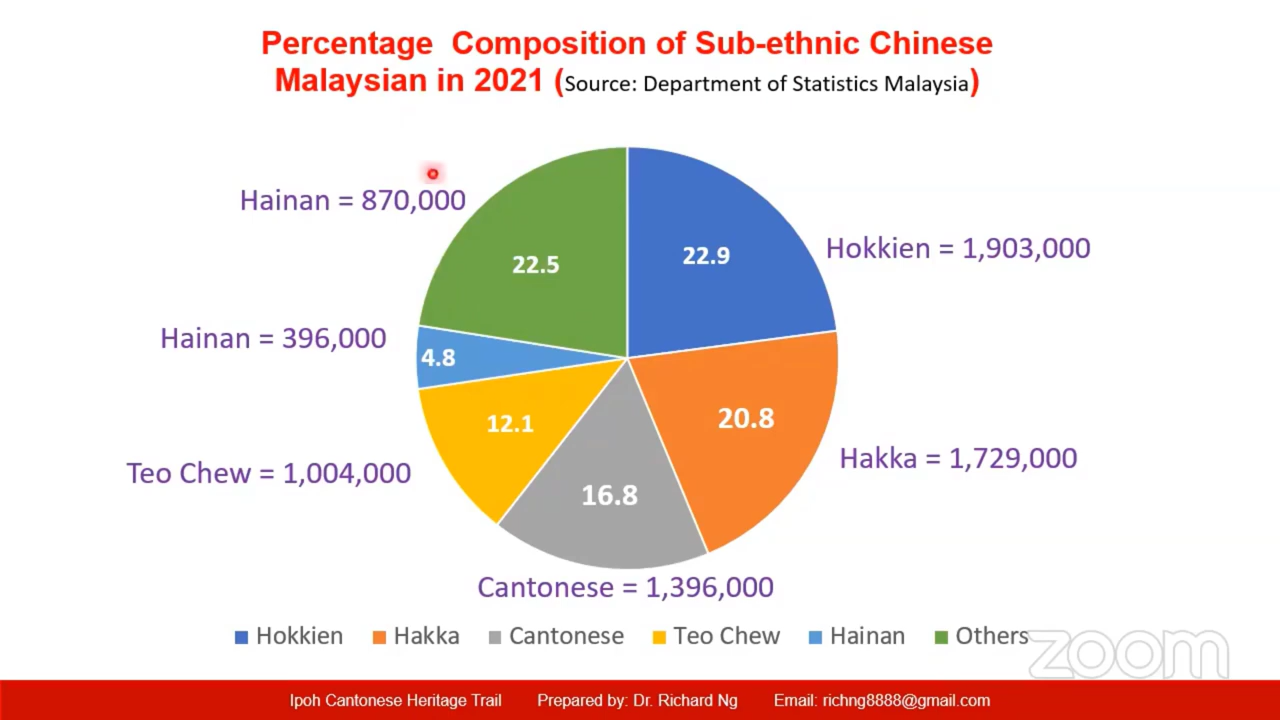 Percentage Composition of Sub-ethnic Chinese
Malaysian in 2021 (Source: Department of Statistics Malaysia)
Hainan = 870,000
22.5
22.9
Hokkien = 1,903,000
Hainan = 396,000
4.8
12.1
20.8
Teo Chew = 1,004,000
Hakka = 1,729,000
16.8
Cantonese = 1,396,000
Hokkien Hakka Cantonese Teo Chew Hainan Others
zoom
Ipoh Cantonese Heritage Trail Prepared by: Dr. Richard Ng Email: richng8888@gmail.com